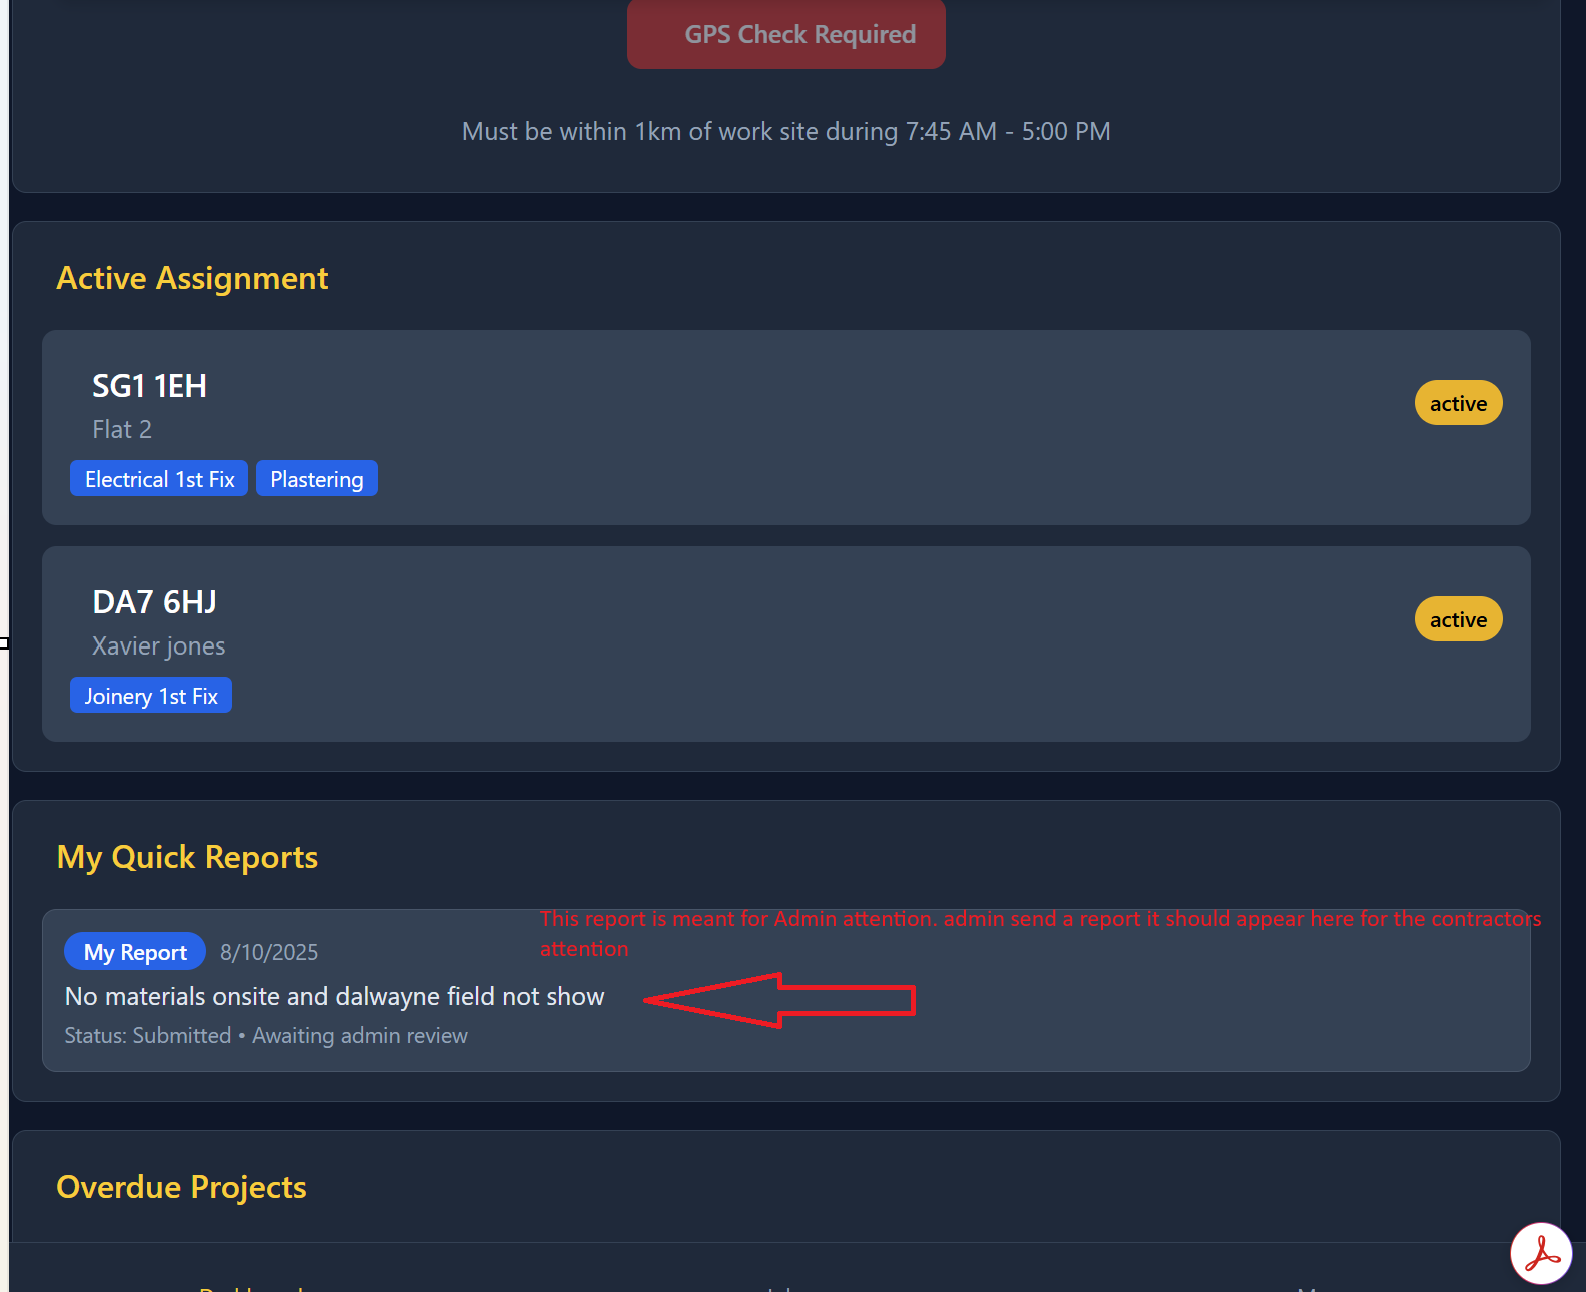 GPS Check Required
Must be within 1km of work site during 7:45 AM - 5:00 PM
Active Assignment
SG1 1EH
active
Flat 2
Electrical 1st Fix Plastering
DA7 6HJ
active
Xavier jones
Joinery 1st Fix
My Quick Reports
This report is meant for Admin attention. admin send a report it should appear here for the contractors
attention
My Report 8/10/2025
No materials onsite and dalwayne field not show
Status: Submitted • Awaiting admin review
Overdue Projects